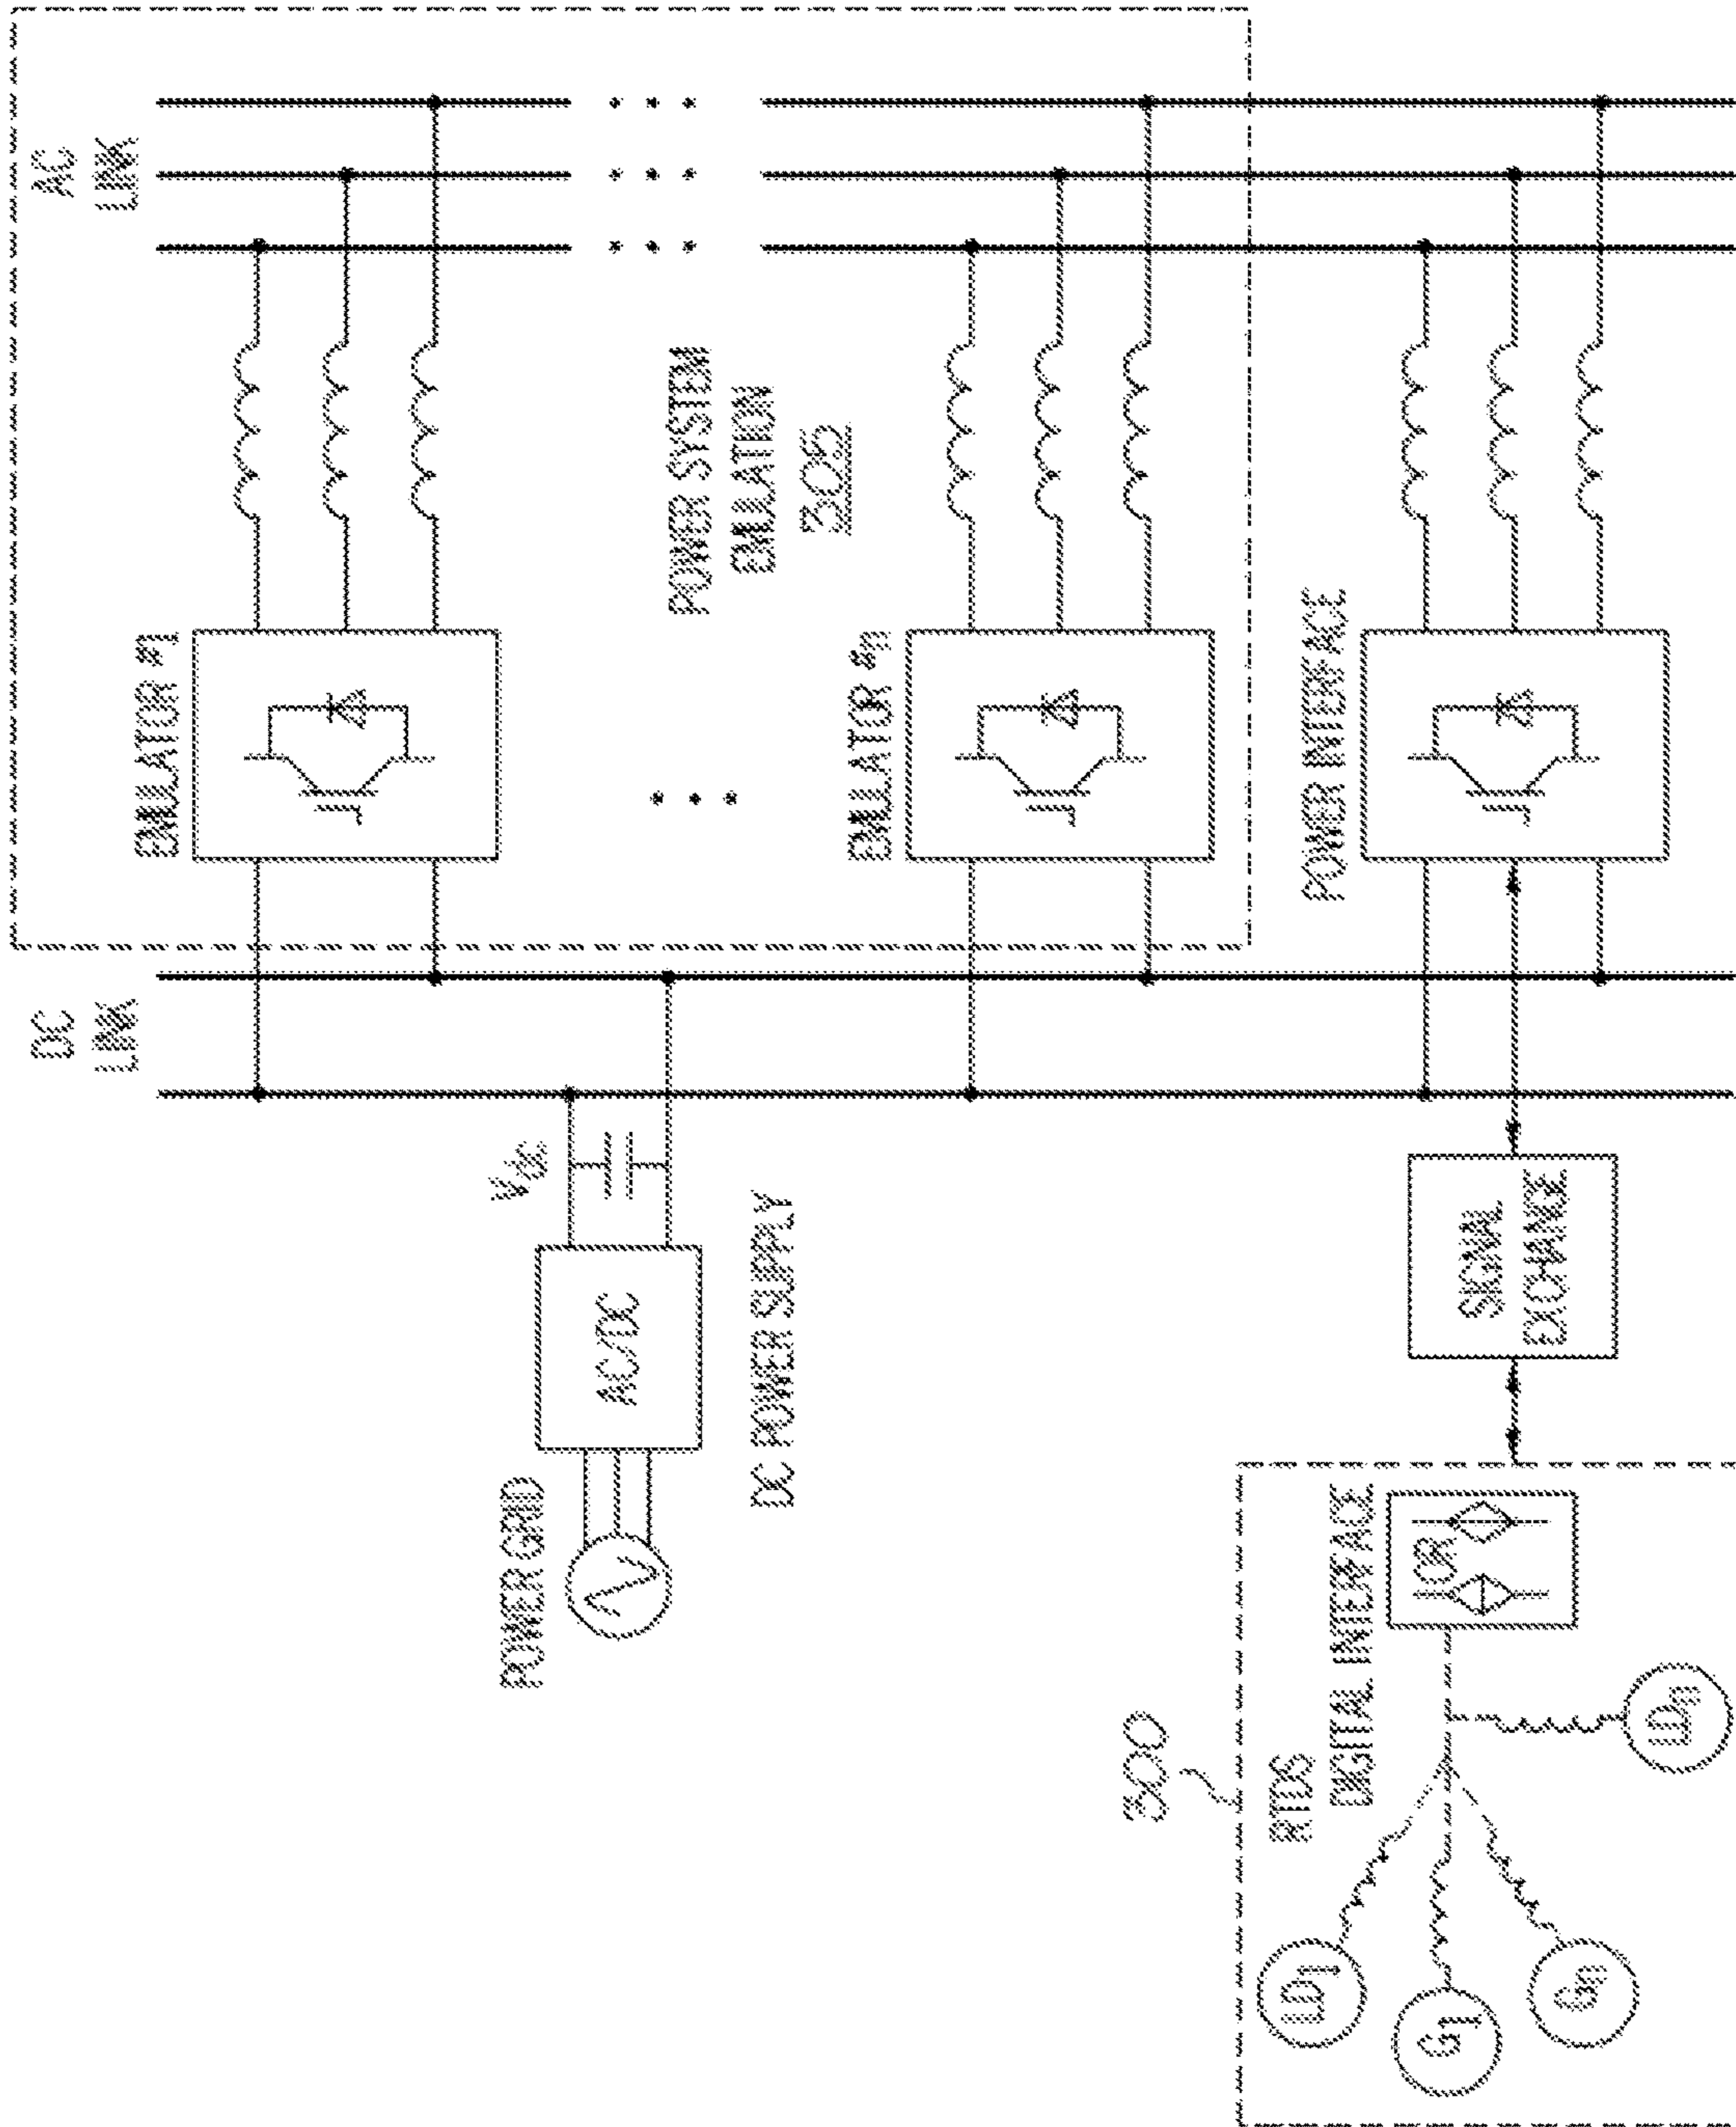 AC
LINK
DC
LINK
EMULATOR #1
POWER SYSTEM
EMULATION
305
EMULATOR #n
POWER INTERFACE
Vdc
AC/DC
DC POWER SUPPLY
POWER GRID
SIGNAL
EXCHANGE
300
RTDS
DIGITAL INTERFACE
OR
LD1
G1
Gn
LDn